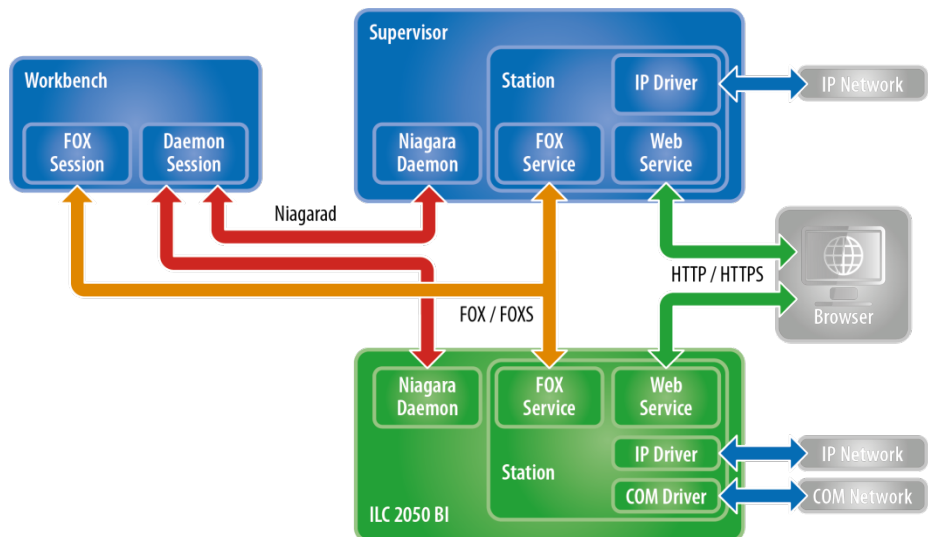 Supervisor
Workbench
Station
IP Driver
IP Network
FOX
Session
Daemon
Session
Niagara
Daemon
FOX
Service
Web
Service
Niagarad
HTTP / HTTPS
FOX / FOXS
Browser
Niagara
Daemon
FOX
Service
Web
Service
Station
IP Driver
IP Network
COM Driver
COM Network
ILC 2050 BI